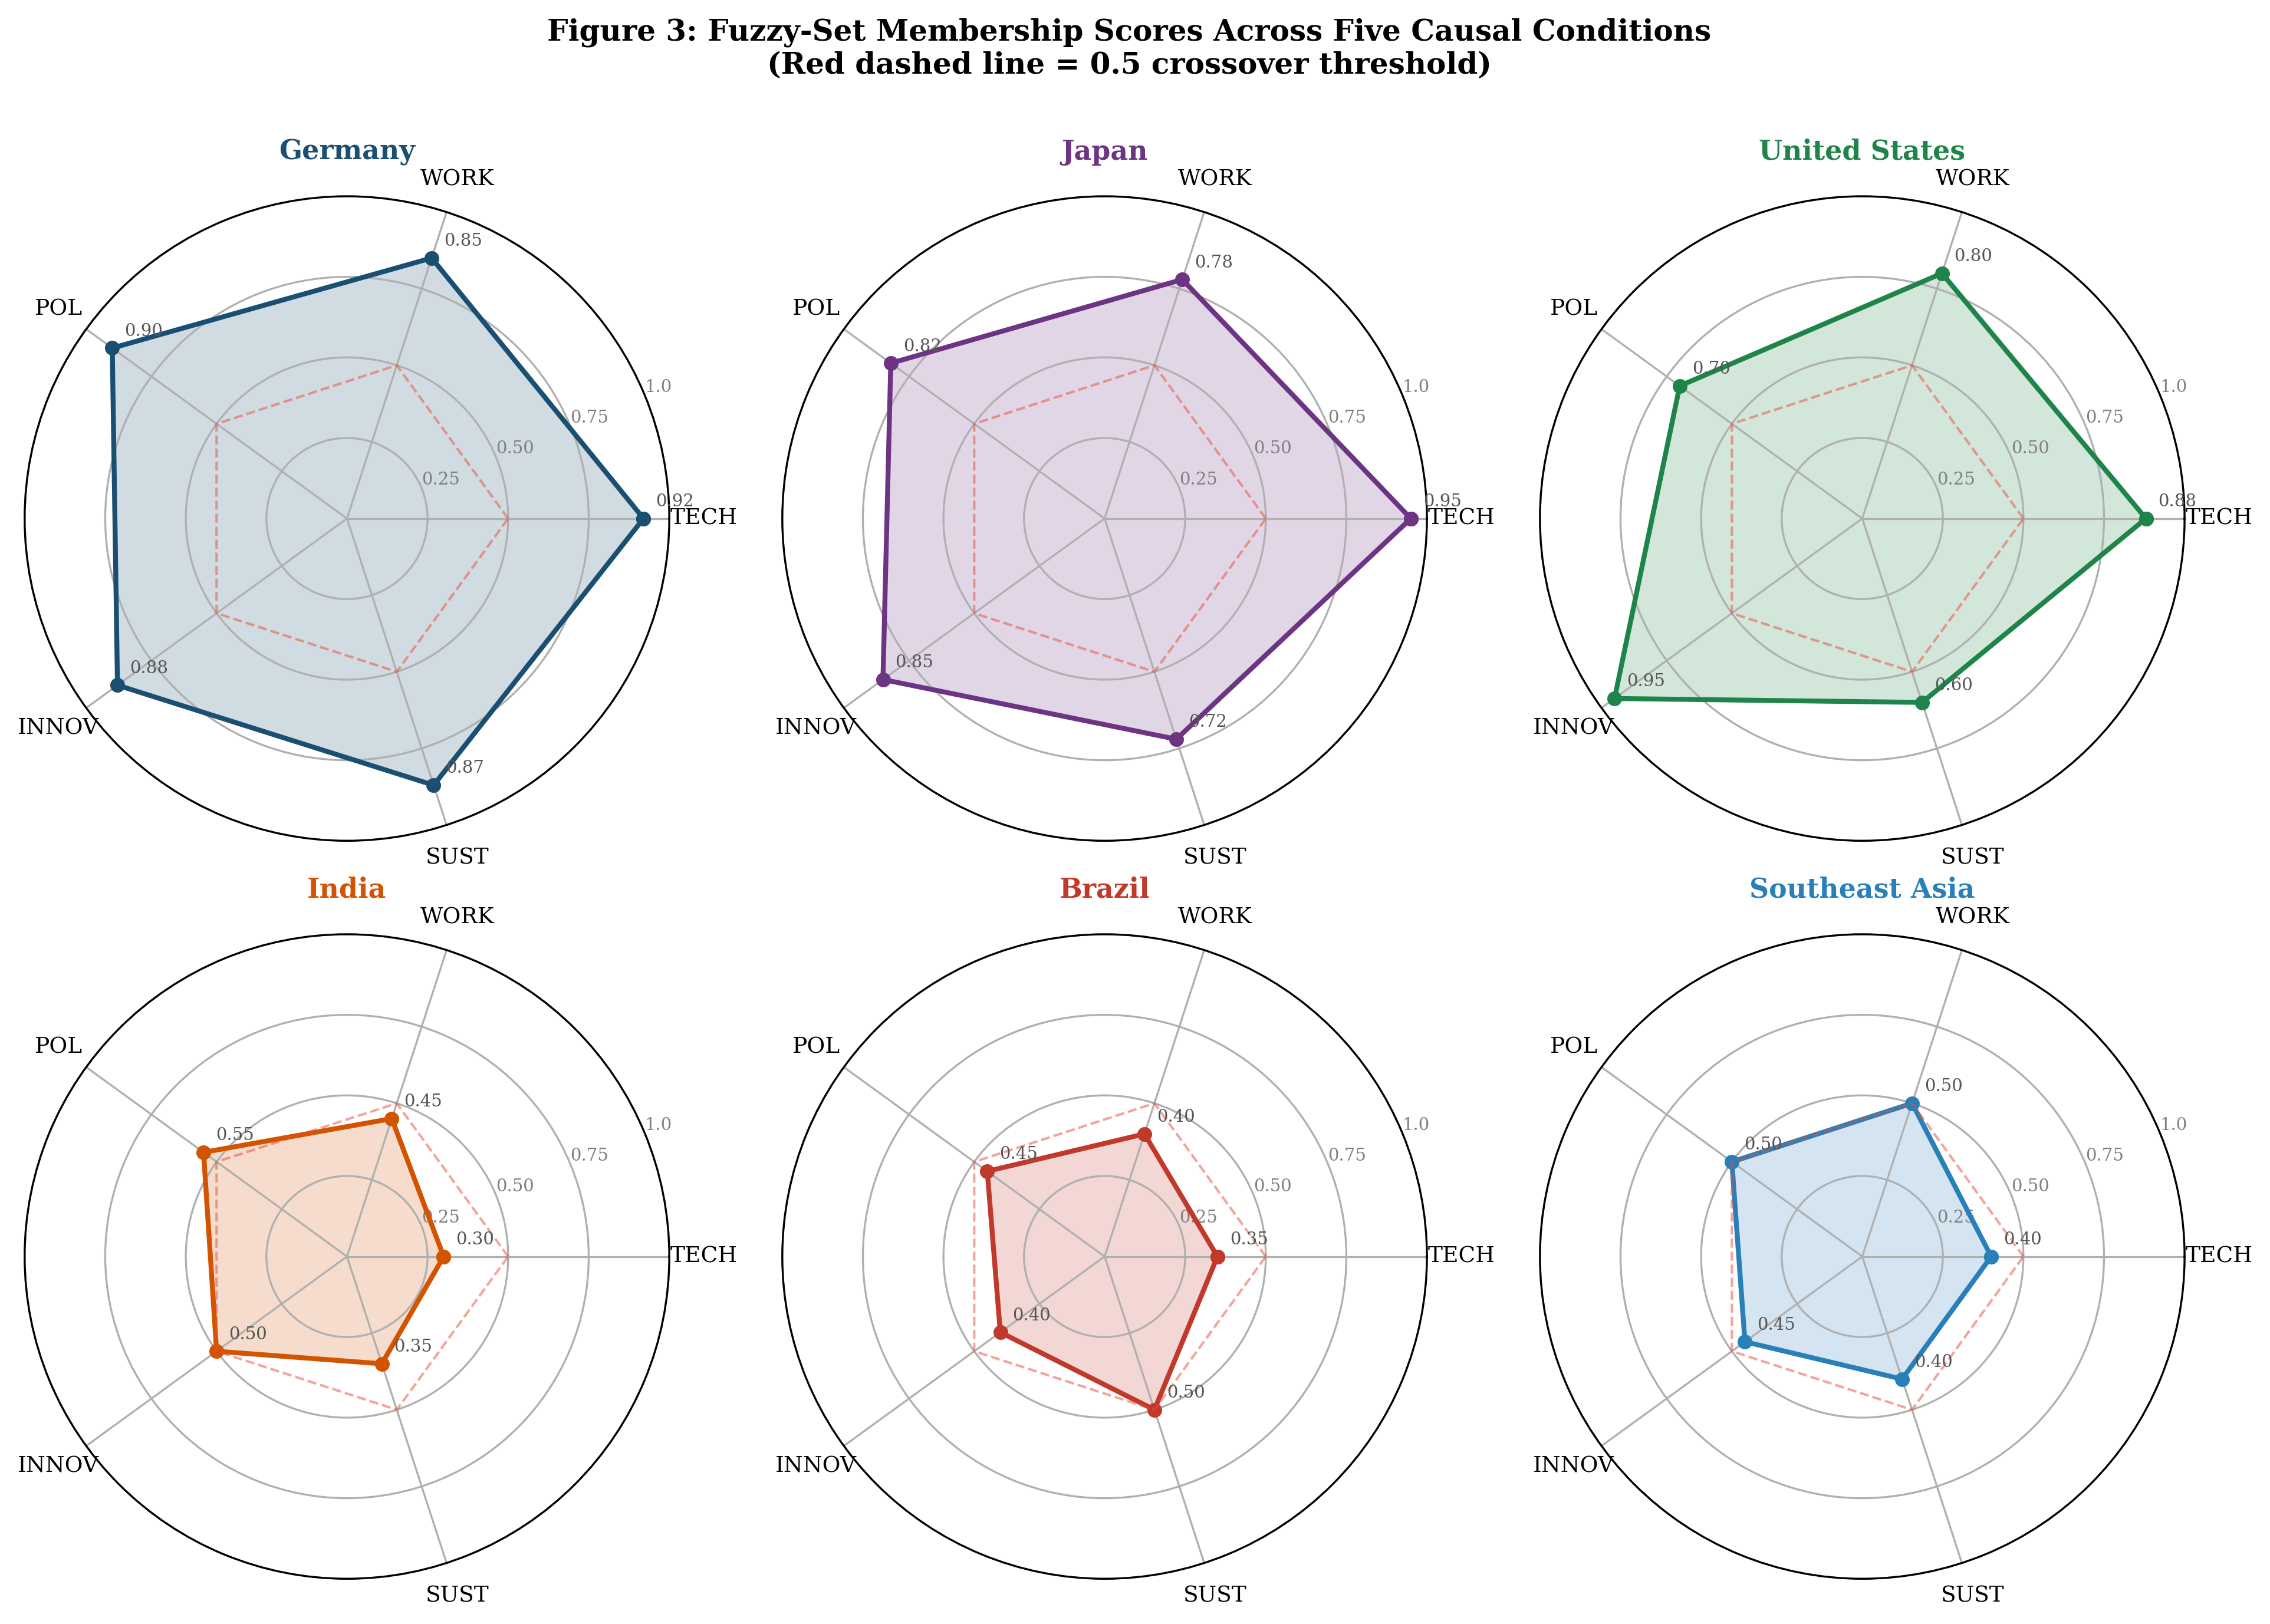 Figure 3: Fuzzy-Set Membership Scores Across Five Causal Conditions
(Red dashed line = 0.5 crossover threshold)
Germany
WORK
0.85
POL
0.90
1.0
0.75
0.50
0.25
0.92
TECH
0.88
INNOV
0.87
SUST
Japan
WORK
0.78
POL
0.82
1.0
0.75
0.50
0.25
0.95
TECH
0.85
INNOV
0.72
SUST
United States
WORK
0.80
POL
0.70
1.0
0.75
0.50
0.25
0.88
TECH
0.95
INNOV
0.60
SUST
India
WORK
POL
0.45
0.55
1.0
0.75
0.50
0.25
0.30
TECH
0.50
0.35
INNOV
SUST
Brazil
WORK
POL
0.40
0.45
1.0
0.75
0.50
0.25
0.35
TECH
0.40
0.50
INNOV
SUST
Southeast Asia
WORK
POL
0.50
0.50
1.0
0.75
0.50
0.25
0.40
TECH
0.45
0.40
INNOV
SUST